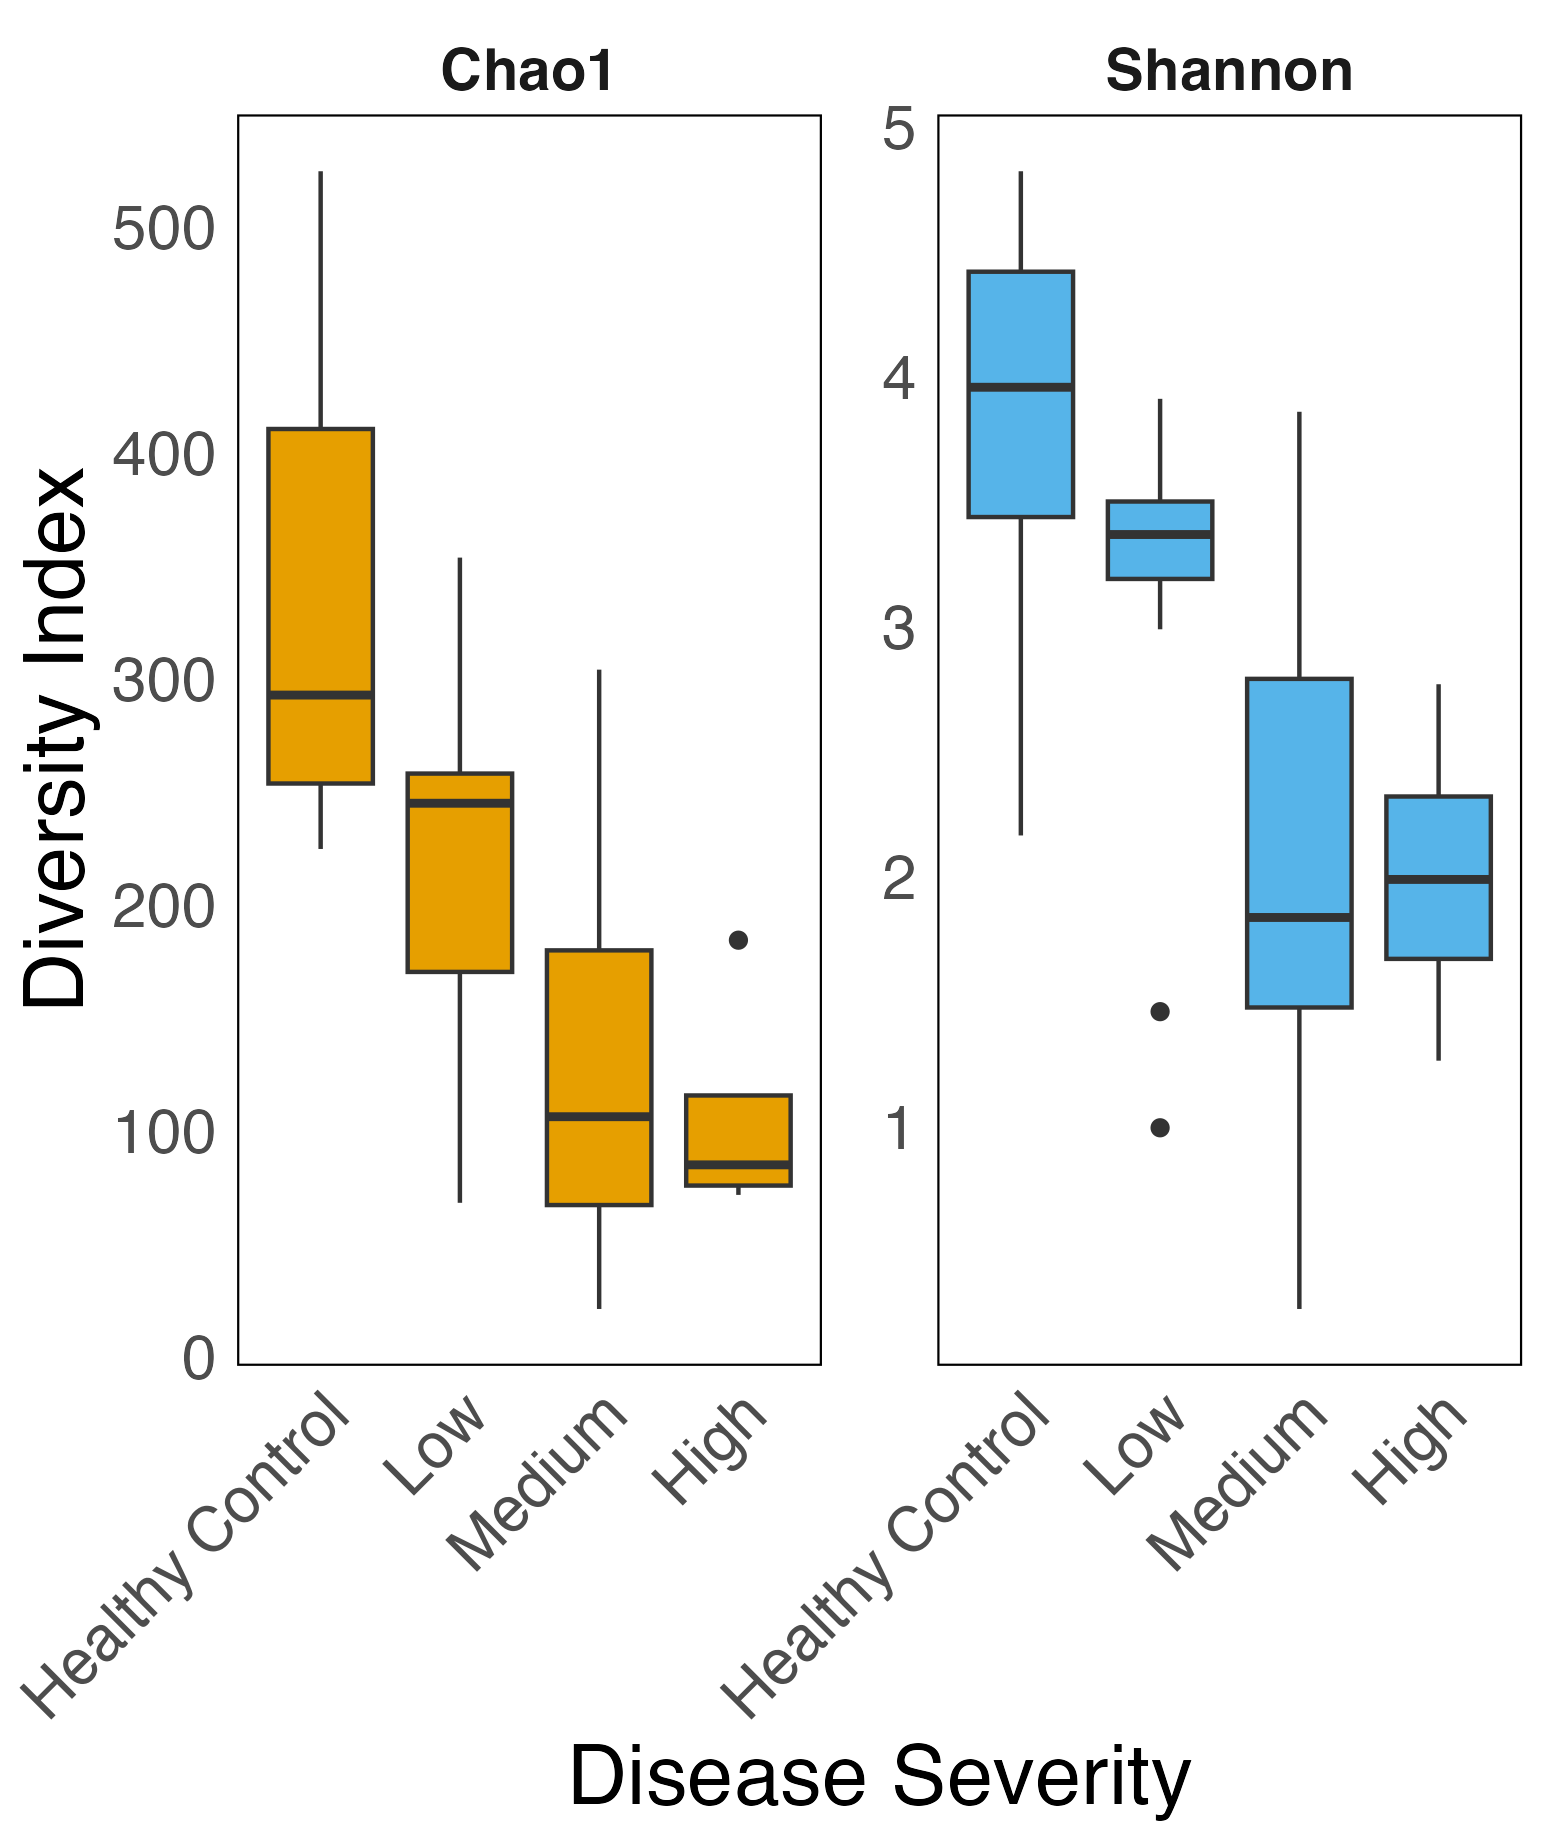 Chao1
Shannon
Diversity Index
500
400
300
200
100
0
5
4
3
2
1
Healthy Control
Low
Medium
High
Healthy Control
Low
Medium
High
Disease Severity